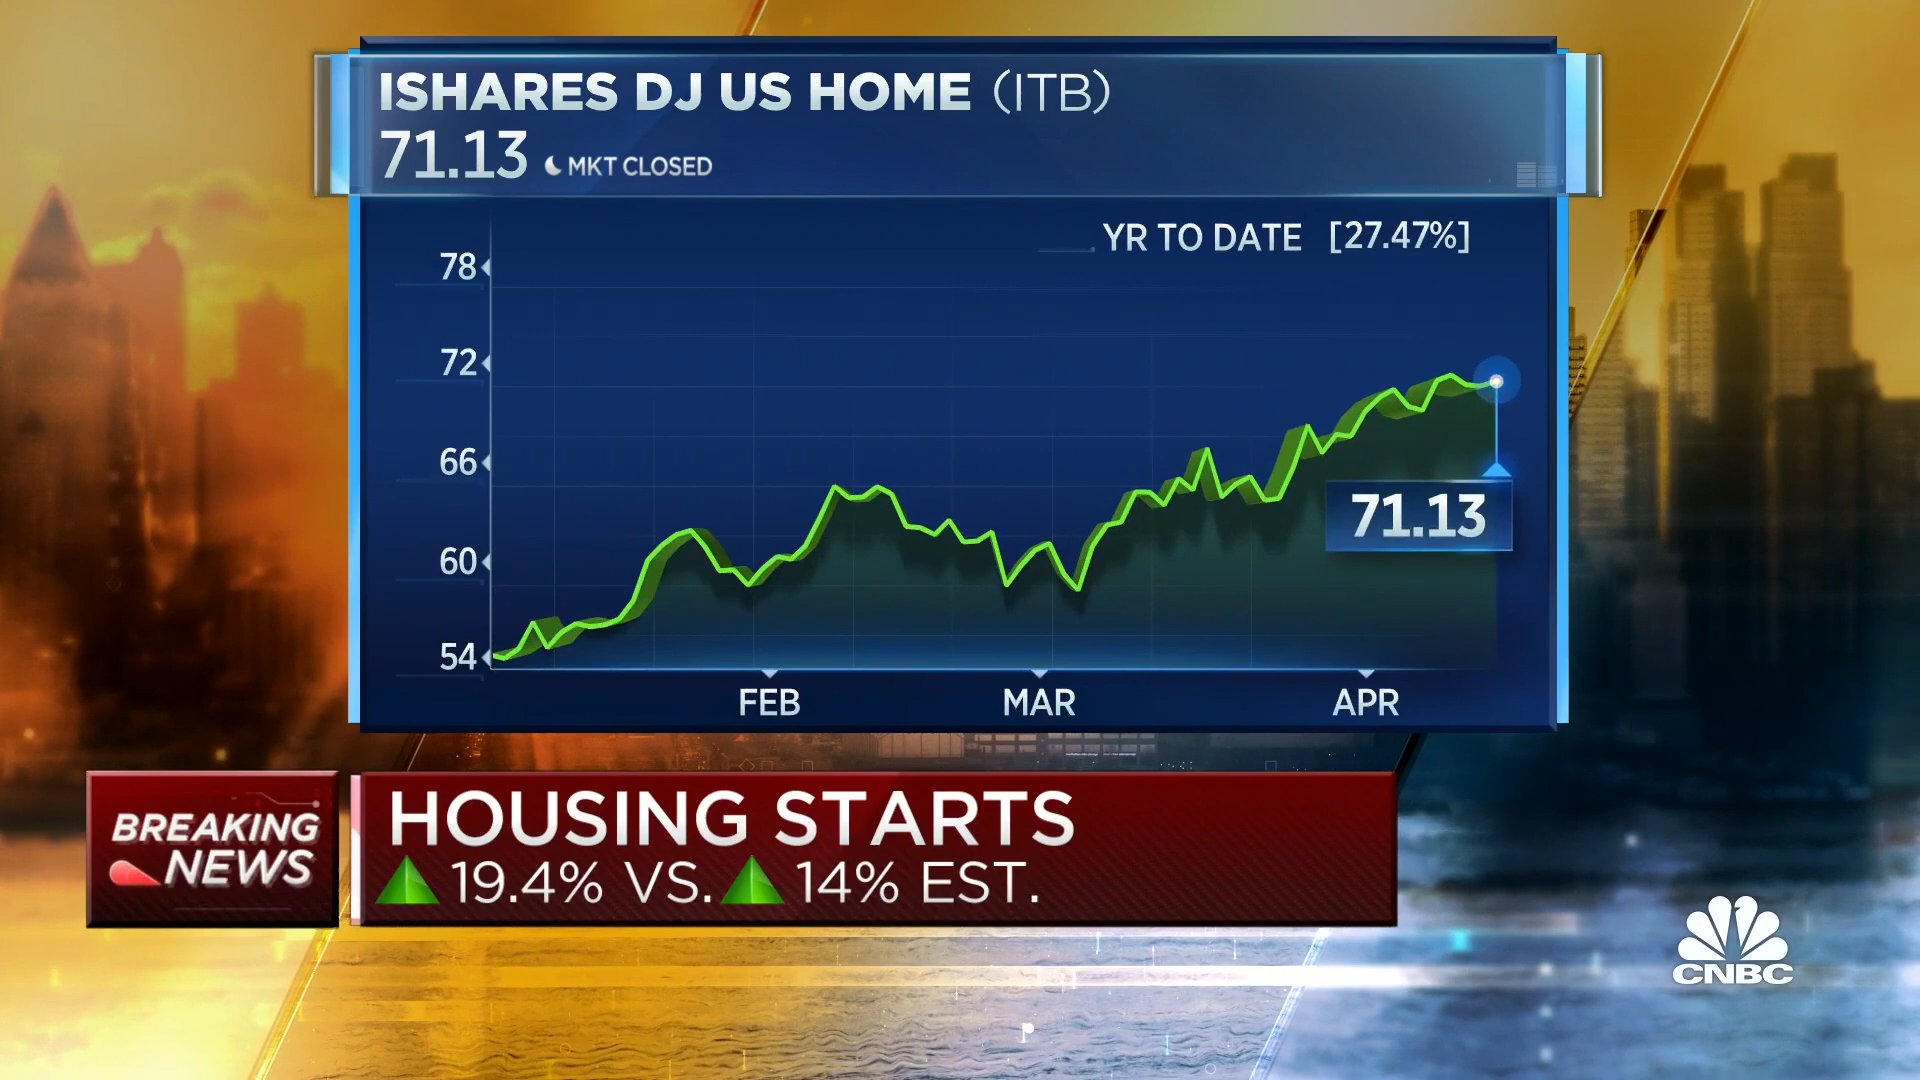 ISHARES DJ US HOME (ITB)
71.13 MKT CLOSED
YR TO DATE [27.47%]
78
72
66
60
54
71.13
FEB MAR APR
BREAKING
NEWS
HOUSING STARTS
19.4% VS. 14% EST.
CNBC